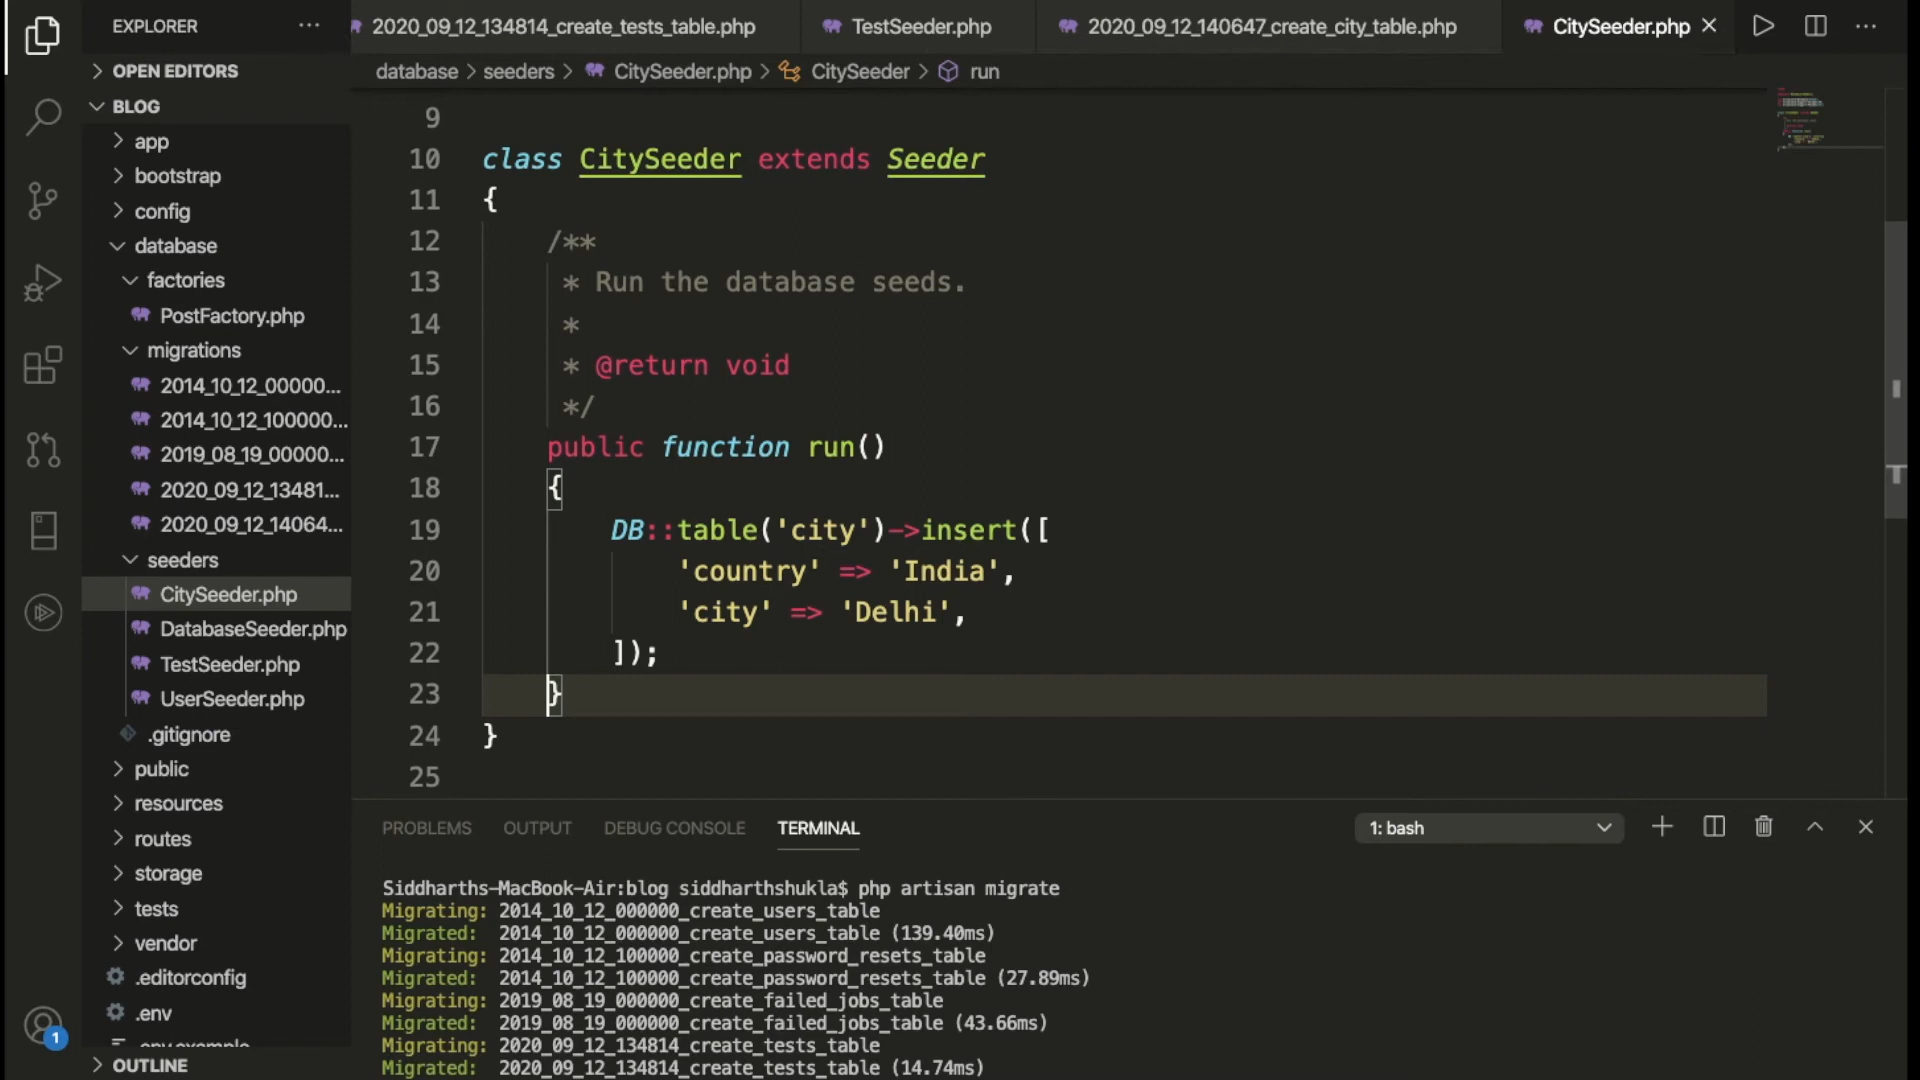 EXPLORER
2020_09_12_134814_create_tests_table.php
TestSeeder.php
2020_09_12_140647_create_city_table.php
CitySeeder.php
OPEN EDITORS
database > seeders > CitySeeder.php > CitySeeder > run
BLOG
app
bootstrap
config
database
factories
PostFactory.php
migrations
2014_10_12_00000...
2014_10_12_100000...
2019_08_19_00000...
2020_09_12_13481...
2020_09_12_14064...
seeders
CitySeeder.php
DatabaseSeeder.php
TestSeeder.php
UserSeeder.php
.gitignore
public
resources
routes
storage
tests
vendor
.editorconfig
.env
.env.example
OUTLINE
1
9
10 class CitySeeder extends Seeder
11 {
12 /**
13 * Run the database seeds.
14 *
15 * @return void
16 */
17 public function run()
18 {
19 DB::table('city')->insert([
20 'country' => 'India',
21 'city' => 'Delhi',
22 ]);
23 }
24 }
25
PROBLEMS OUTPUT DEBUG CONSOLE TERMINAL 1: bash
Siddharths-MacBook-Air:blog siddharthshukla$ php artisan migrate
Migrating: 2014_10_12_000000_create_users_table
Migrated: 2014_10_12_000000_create_users_table (139.40ms)
Migrating: 2014_10_12_100000_create_password_resets_table
Migrated: 2014_10_12_100000_create_password_resets_table (27.89ms)
Migrating: 2019_08_19_000000_create_failed_jobs_table
Migrated: 2019_08_19_000000_create_failed_jobs_table (43.66ms)
Migrating: 2020_09_12_134814_create_tests_table
Migrated: 2020_09_12_134814_create_tests_table (14.74ms)